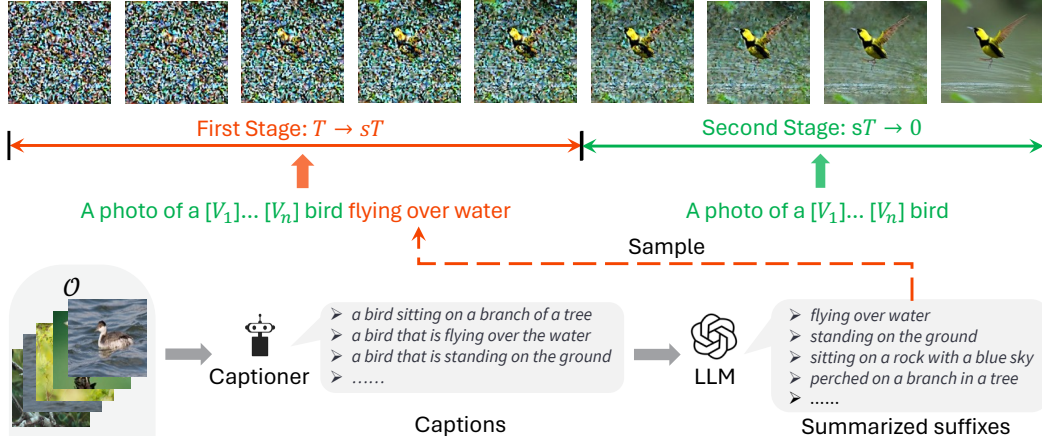 First Stage: T → sT
Second Stage: sT → 0
A photo of a [V₁]... [Vₙ] bird flying over water
A photo of a [V₁]... [Vₙ] bird
Sample
𝒪
Captioner
➢ a bird sitting on a branch of a tree
➢ a bird that is flying over the water
➢ a bird that is standing on the ground
➢ ......
Captions
LLM
➢ flying over water
➢ standing on the ground
➢ sitting on a rock with a blue sky
➢ perched on a branch in a tree
➢ ......
Summarized suffixes